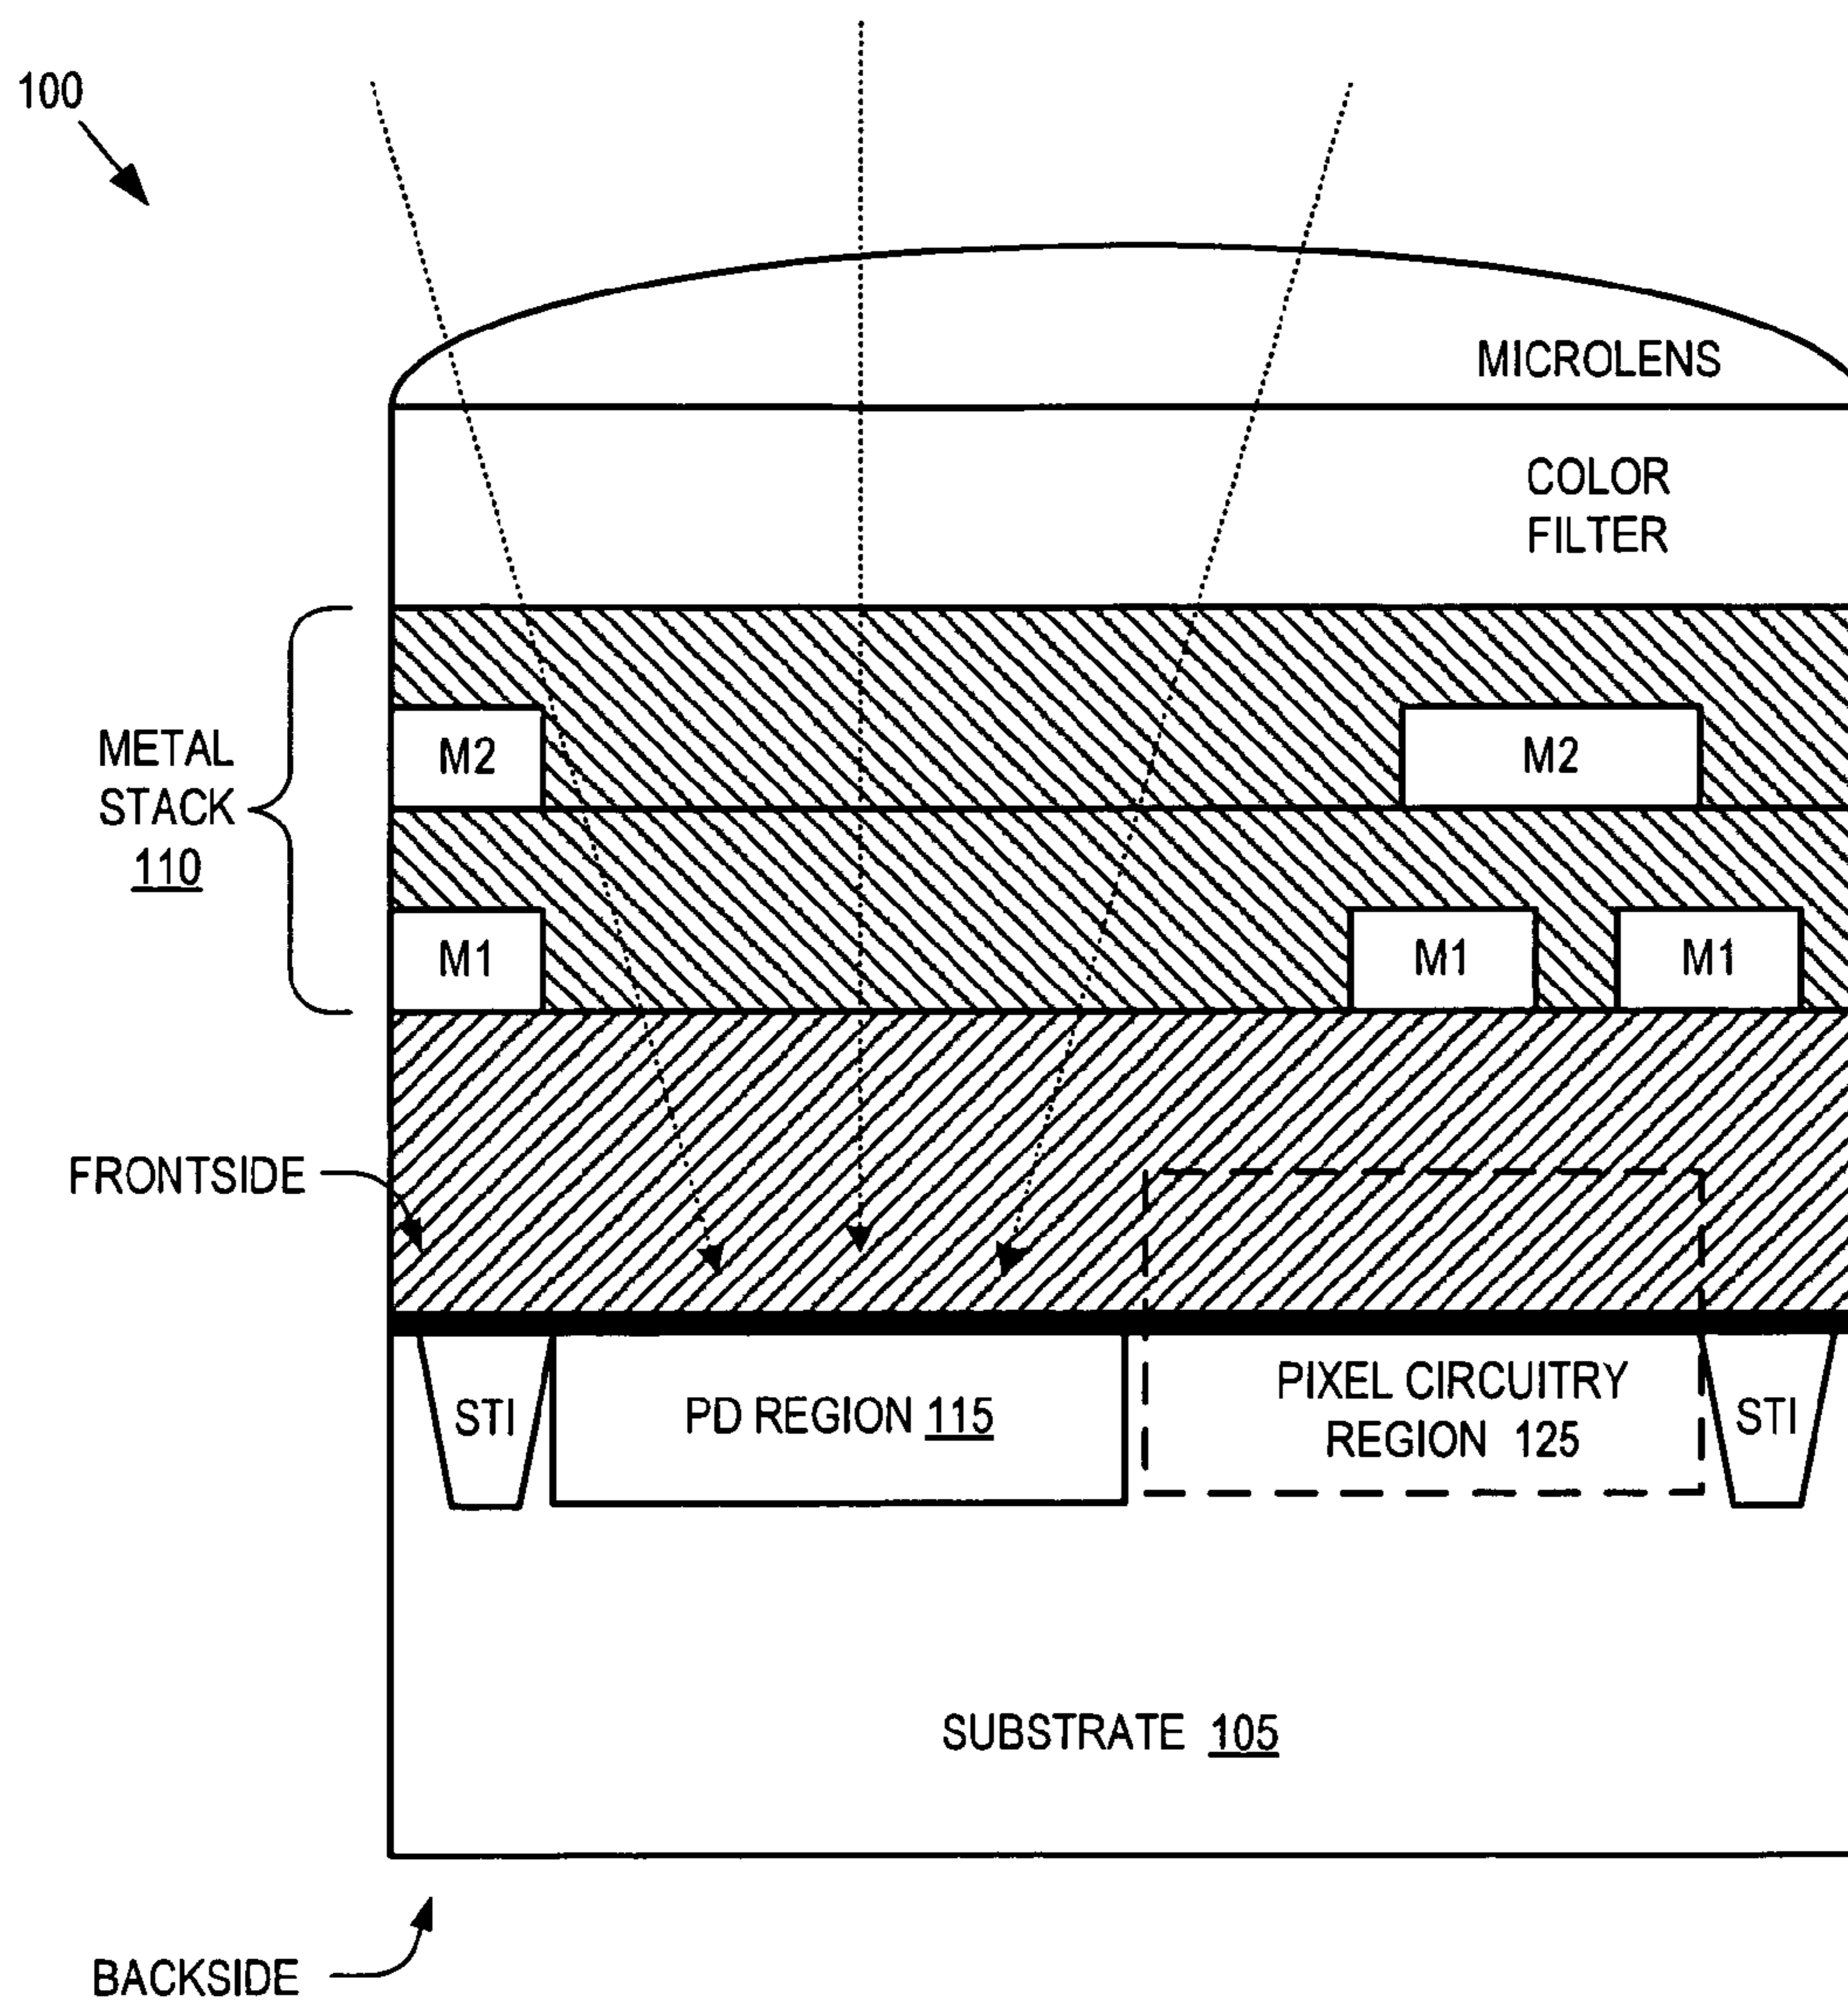 100
MICROLENS
COLOR
FILTER
METAL
STACK
110
M2
M2
M1
M1
M1
FRONTSIDE
STI
PD REGION 115
PIXEL CIRCUITRY
REGION 125
STI
SUBSTRATE 105
BACKSIDE